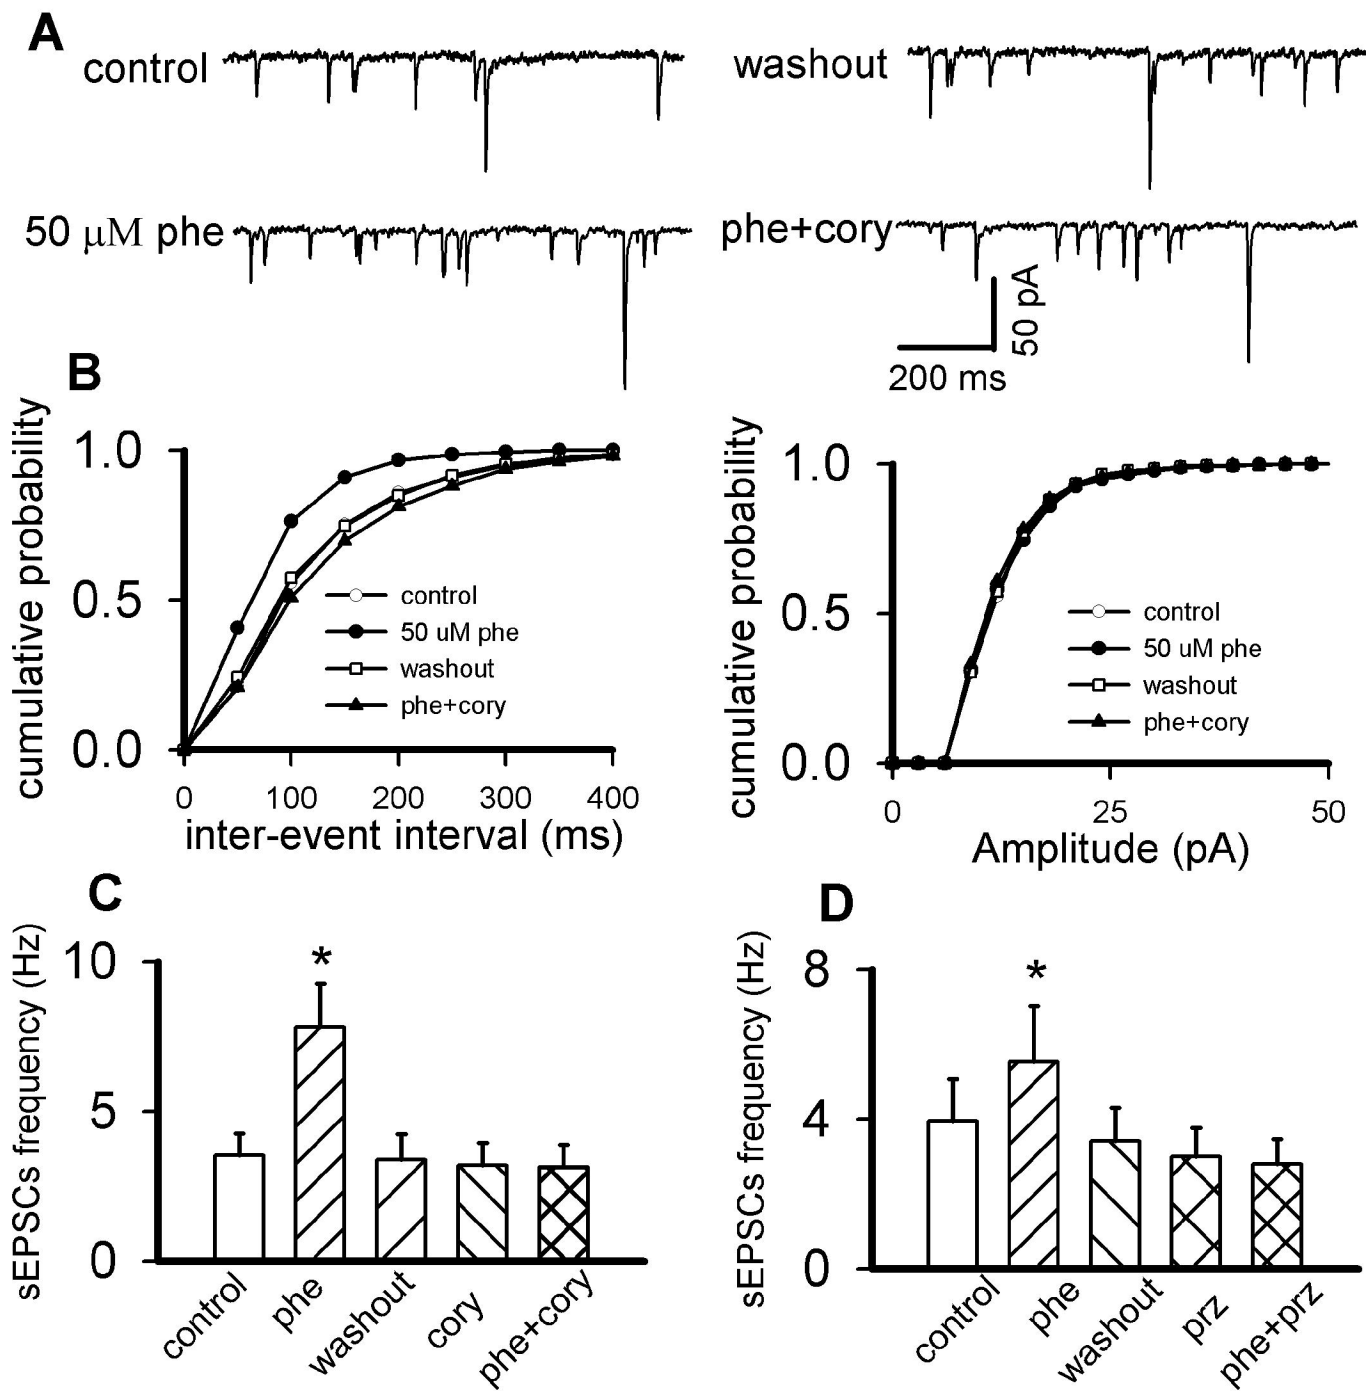 A
control
washout
50 μM phe
phe+cory
50 pA
200 ms
B
cumulative probability
1.0
0.5
0.0
control
50 uM phe
washout
phe+cory
0 100 200 300 400
inter-event interval (ms)
cumulative probability
1.0
0.5
0.0
control
50 uM phe
washout
phe+cory
0 25 50
Amplitude (pA)
C
sEPSCs frequency (Hz)
10
5
0
*
control
phe
washout
cory
phe+cory
D
sEPSCs frequency (Hz)
8
4
0
*
control
phe
washout
prz
phe+prz